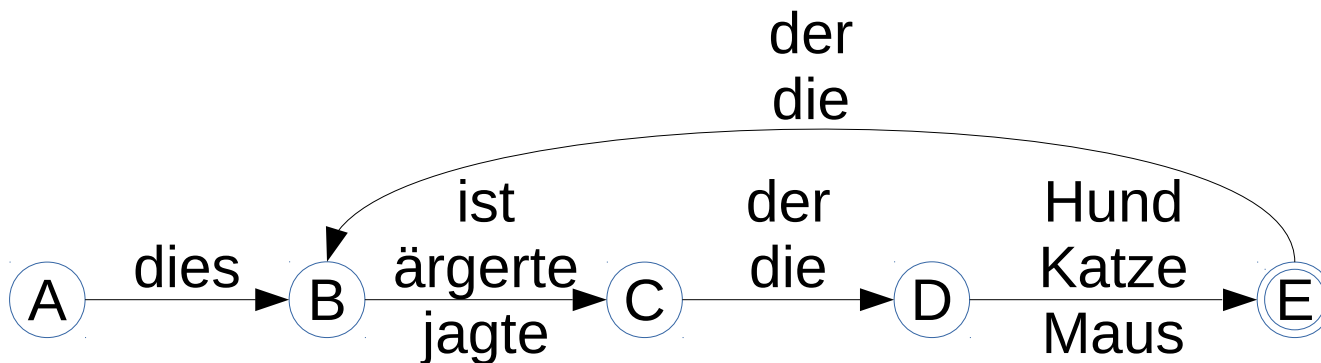 der
die
ist der Hund
dies ärgerte die Katze
A B C D E
jagte Maus